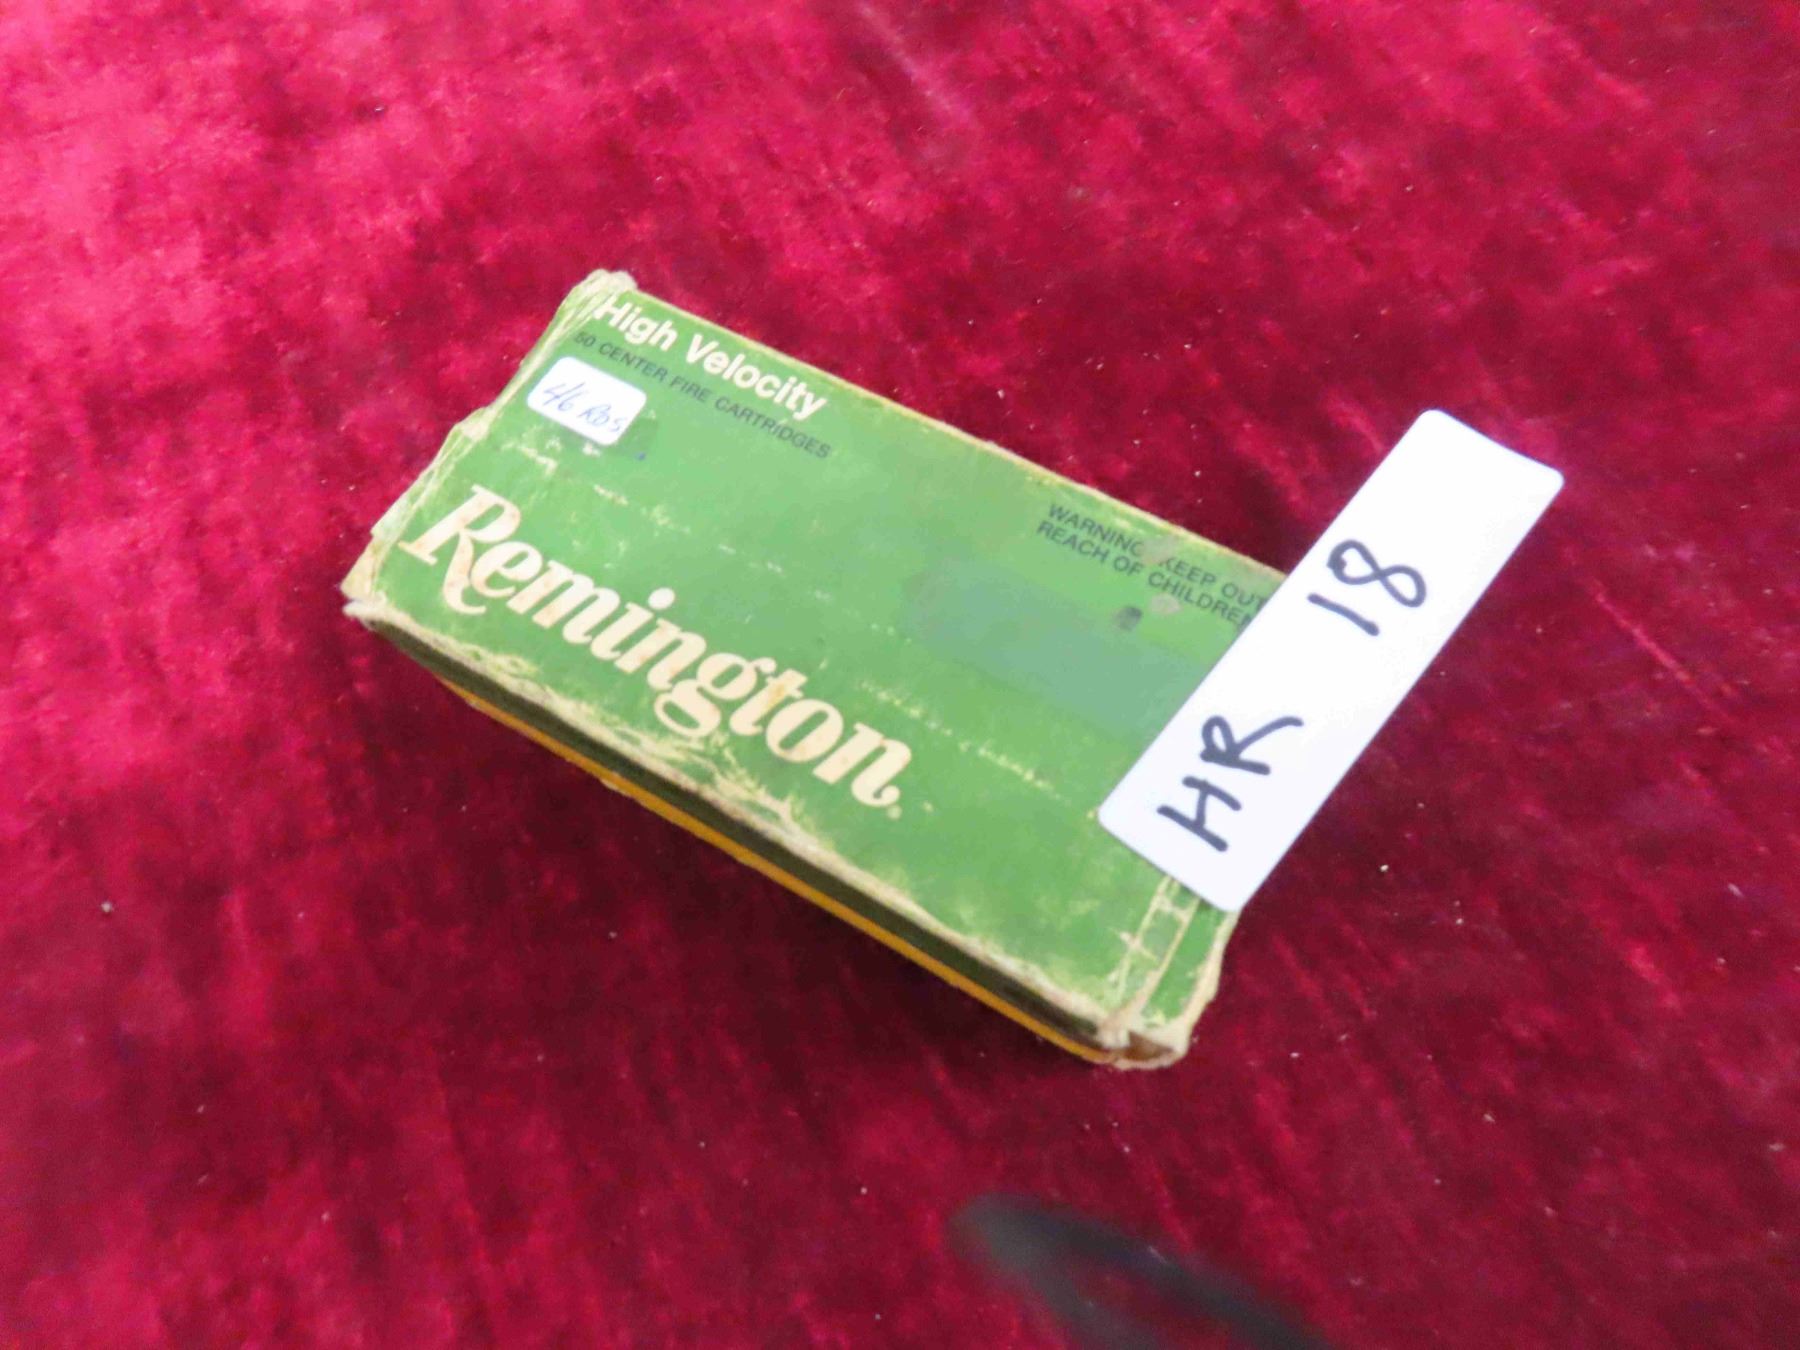 High Velocity
50 CENTER FIRE CARTRIDGES
46 RDS
Remington.
WARNING KEEP OUT
REACH OF CHILDREN
HR 18